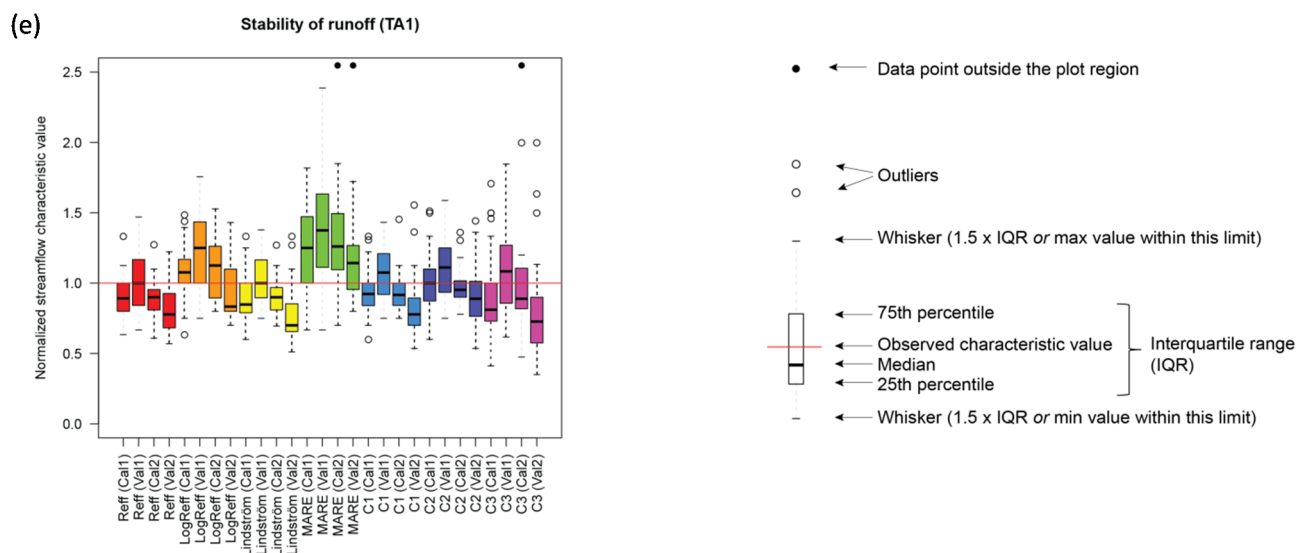 (e)
Stability of runoff (TA1)
Normalized streamflow characteristic value
2.5
2.0
1.5
1.0
0.5
0.0
Reff (Cal1)
Reff (Val1)
Reff (Cal2)
Reff (Val2)
LogReff (Cal1)
LogReff (Val1)
LogReff (Cal2)
LogReff (Val2)
Lindström (Cal1)
Lindström (Val1)
Lindström (Cal2)
Lindström (Val2)
MARE (Cal1)
MARE (Val1)
MARE (Cal2)
MARE (Val2)
C1 (Cal1)
C1 (Val1)
C1 (Cal2)
C1 (Val2)
C2 (Cal1)
C2 (Val1)
C2 (Cal2)
C2 (Val2)
C3 (Cal1)
C3 (Val1)
C3 (Cal2)
C3 (Val2)
Data point outside the plot region
Outliers
Whisker (1.5 x IQR or max value within this limit)
75th percentile
Observed characteristic value
Median
25th percentile
Interquartile range
(IQR)
Whisker (1.5 x IQR or min value within this limit)